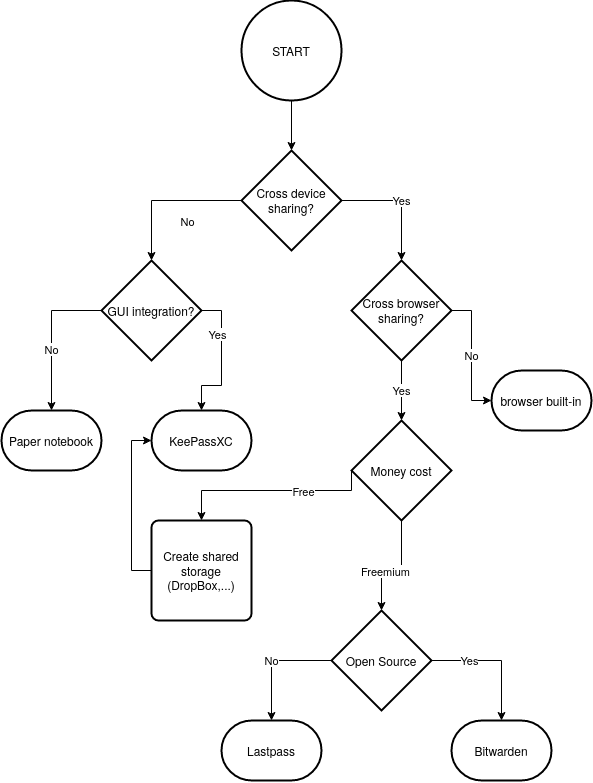 START
Cross device
sharing?
No
Yes
GUI integration?
Cross browser
sharing?
No
Yes
No
Yes
Paper notebook
KeePassXC
browser built-in
Money cost
Free
Create shared
storage
(DropBox,...)
Freemium
Open Source
No
Yes
Lastpass
Bitwarden